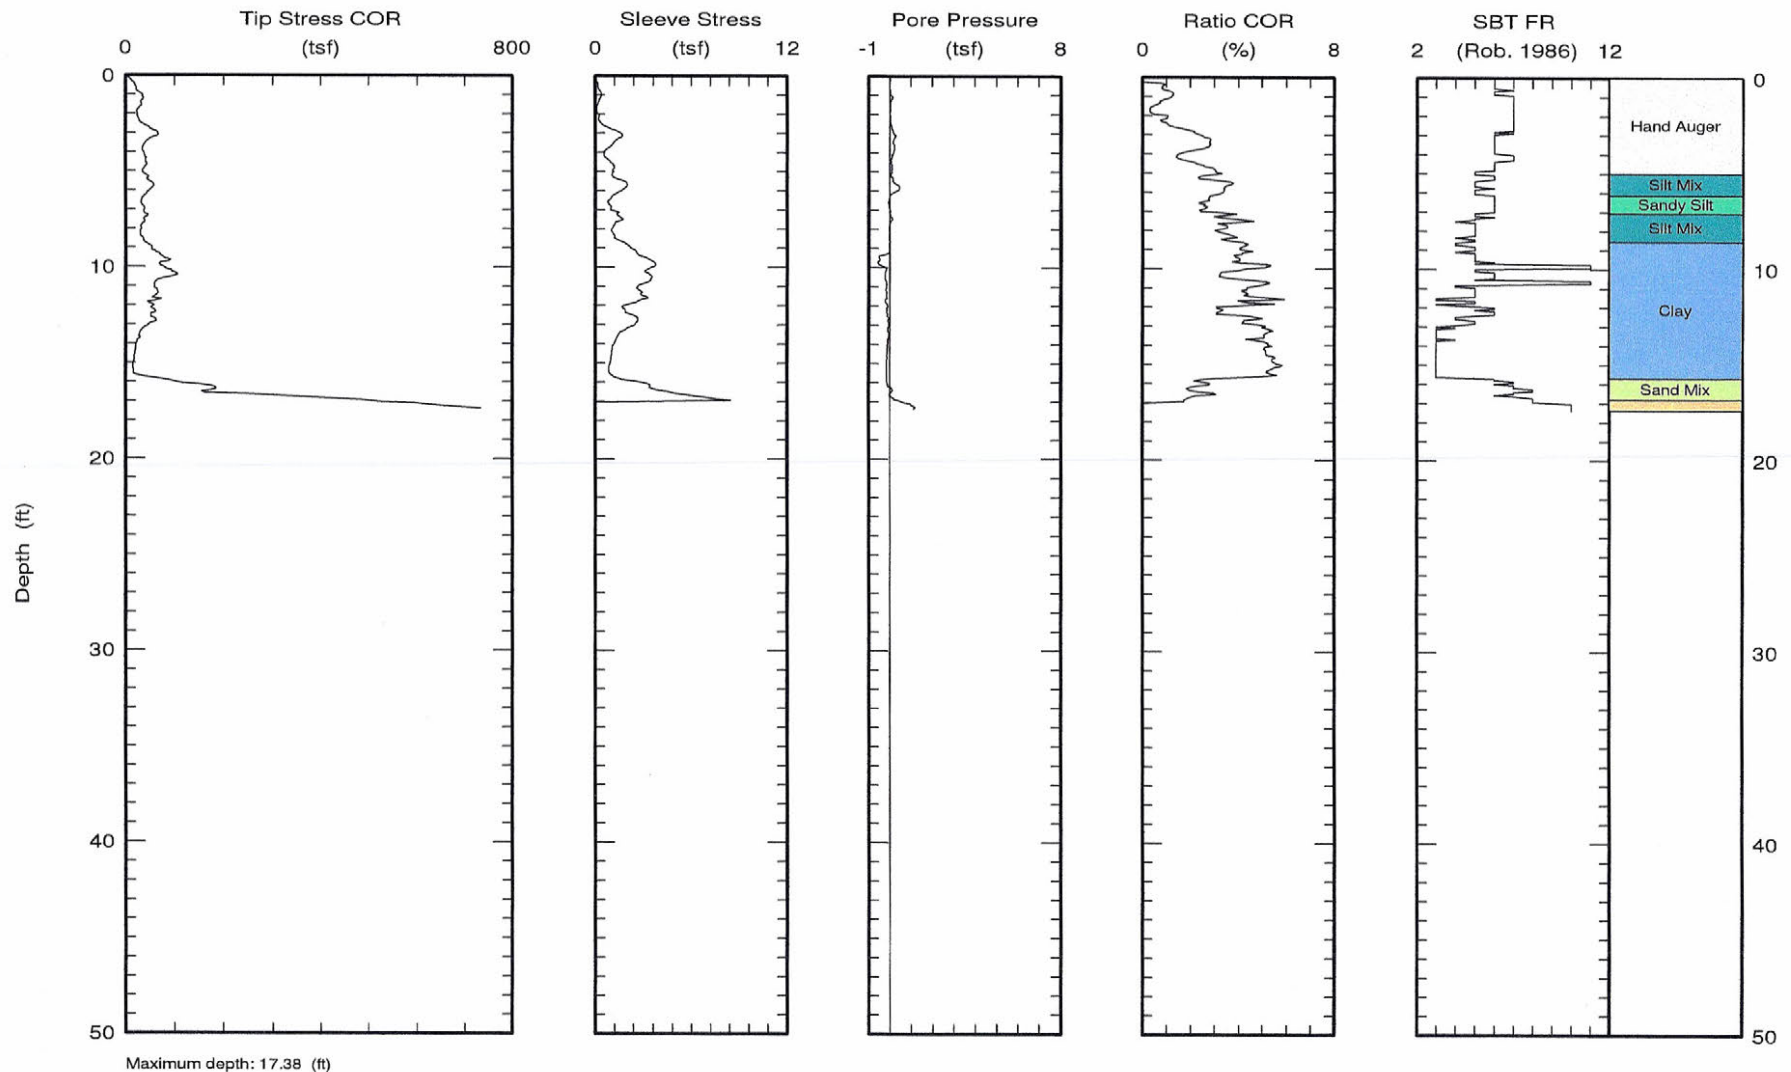 Tip Stress COR
(tsf)
0 800
Sleeve Stress
(tsf)
0 12
Pore Pressure
(tsf)
-1 8
Ratio COR
(%)
0 8
SBT FR
(Rob. 1986)
2 12
0
10
20
30
40
50
Depth (ft)
Hand Auger
Silt Mix
Sandy Silt
Silt Mix
Clay
Sand Mix
0
10
20
30
40
50
Maximum depth: 17.38 (ft)